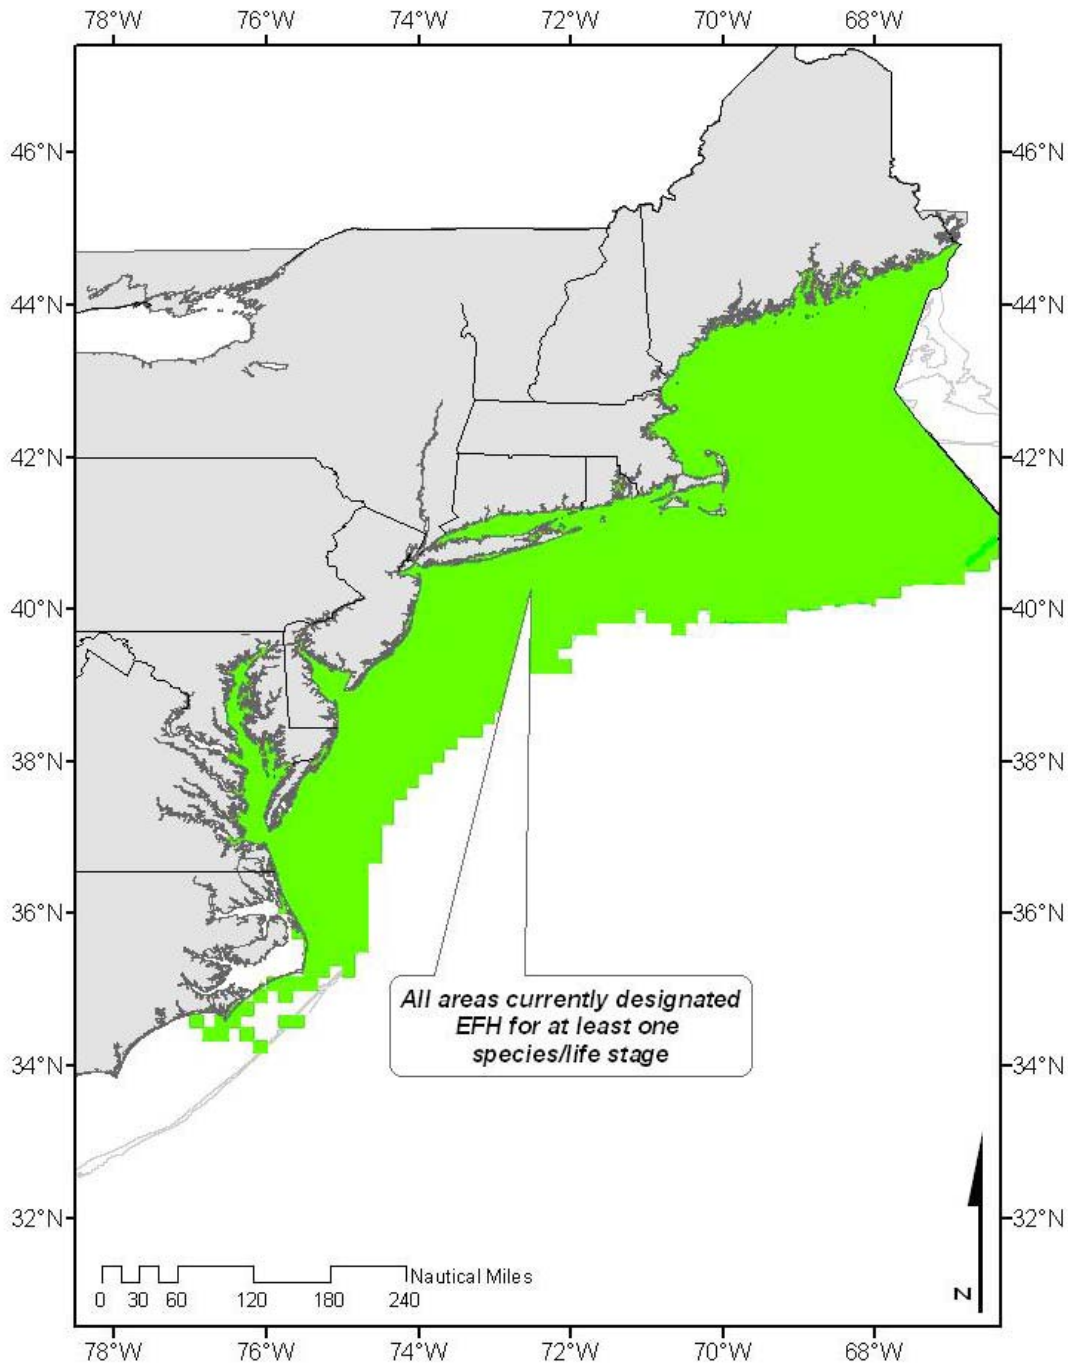 78°W 76°W 74°W 72°W 70°W 68°W
46°N 46°N
44°N 44°N
42°N 42°N
40°N 40°N
38°N 38°N
36°N 36°N
All areas currently designated
EFH for at least one
species/life stage
34°N 34°N
32°N 32°N
Nautical Miles
0 30 60 120 180 240
N
78°W 76°W 74°W 72°W 70°W 68°W